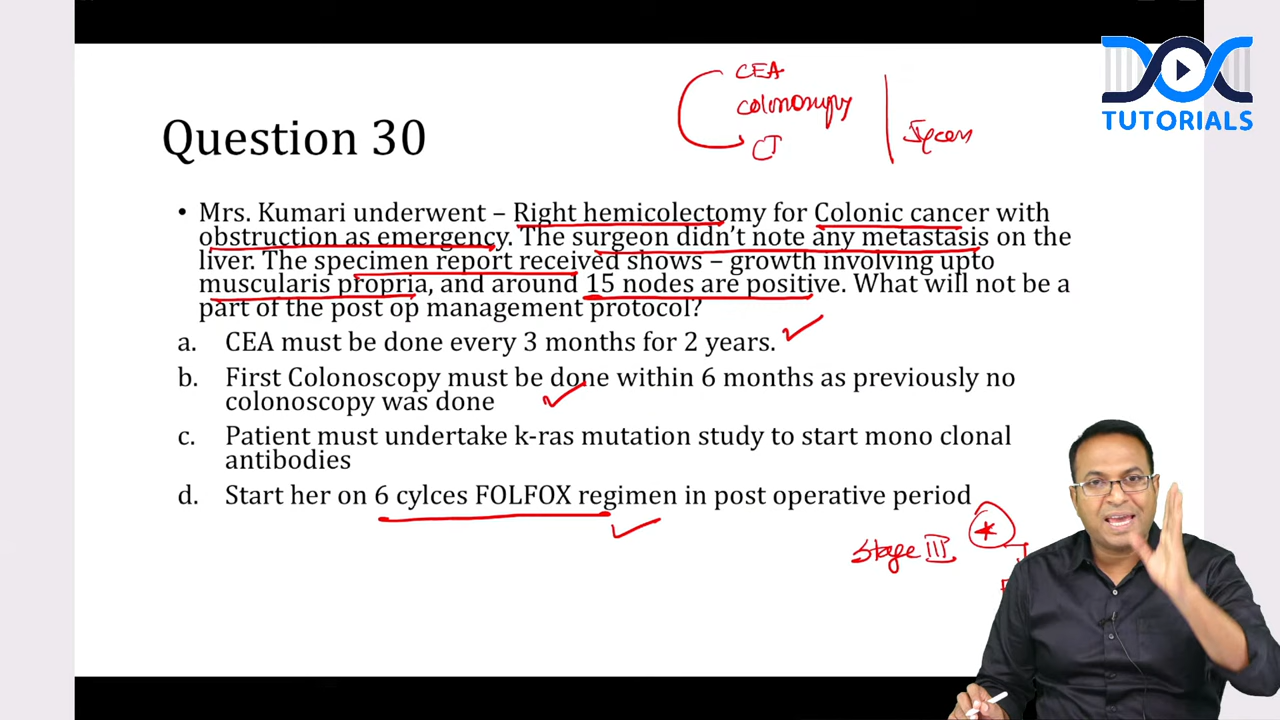 CEA
colonoscopy
CT
DOC
TUTORIALS
Question 30
• Mrs. Kumari underwent – Right hemicolectomy for Colonic cancer with
obstruction as emergency. The surgeon didn't note any metastasis on the
liver. The specimen report received shows – growth involving upto
muscularis propria, and around 15 nodes are positive. What will not be a
part of the post op management protocol?
a. CEA must be done every 3 months for 2 years.
b. First Colonoscopy must be done within 6 months as previously no
colonoscopy was done
c. Patient must undertake k-ras mutation study to start mono clonal
antibodies
d. Start her on 6 cylces FOLFOX regimen in post operative period
Stage III